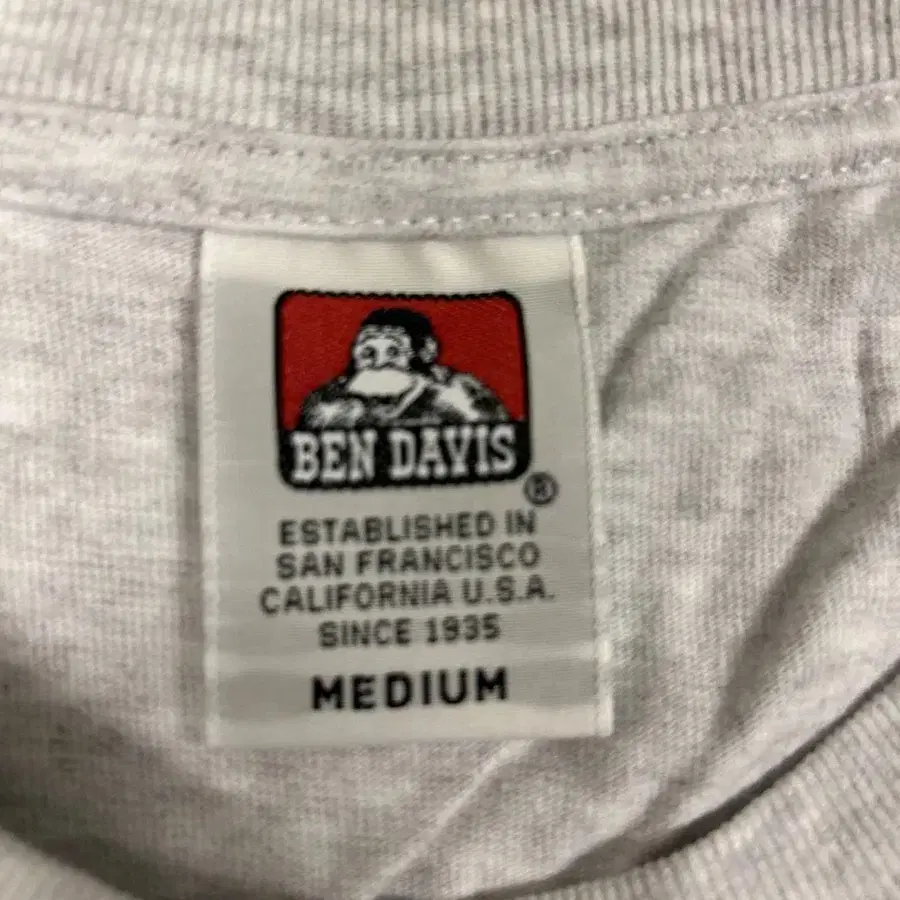 BEN DAVIS
®
ESTABLISHED IN
SAN FRANCISCO
CALIFORNIA U.S.A.
SINCE 1935
MEDIUM